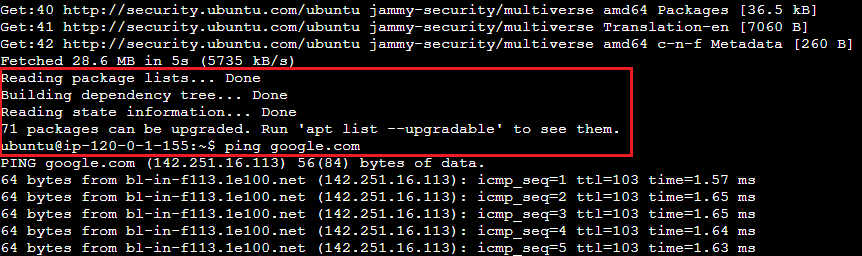 Get:40 http://security.ubuntu.com/ubuntu jammy-security/multiverse amd64 Packages [36.5 kB]
Get:41 http://security.ubuntu.com/ubuntu jammy-security/multiverse Translation-en [7060 B]
Get:42 http://security.ubuntu.com/ubuntu jammy-security/multiverse amd64 c-n-f Metadata [260 B]
Fetched 28.6 MB in 5s (5735 kB/s)
Reading package lists... Done
Building dependency tree... Done
Reading state information... Done
71 packages can be upgraded. Run 'apt list --upgradable' to see them.
ubuntu@ip-120-0-1-155:~$ ping google.com
PING google.com (142.251.16.113) 56(84) bytes of data.
64 bytes from bl-in-f113.1e100.net (142.251.16.113): icmp_seq=1 ttl=103 time=1.57 ms
64 bytes from bl-in-f113.1e100.net (142.251.16.113): icmp_seq=2 ttl=103 time=1.65 ms
64 bytes from bl-in-f113.1e100.net (142.251.16.113): icmp_seq=3 ttl=103 time=1.65 ms
64 bytes from bl-in-f113.1e100.net (142.251.16.113): icmp_seq=4 ttl=103 time=1.64 ms
64 bytes from bl-in-f113.1e100.net (142.251.16.113): icmp_seq=5 ttl=103 time=1.63 ms